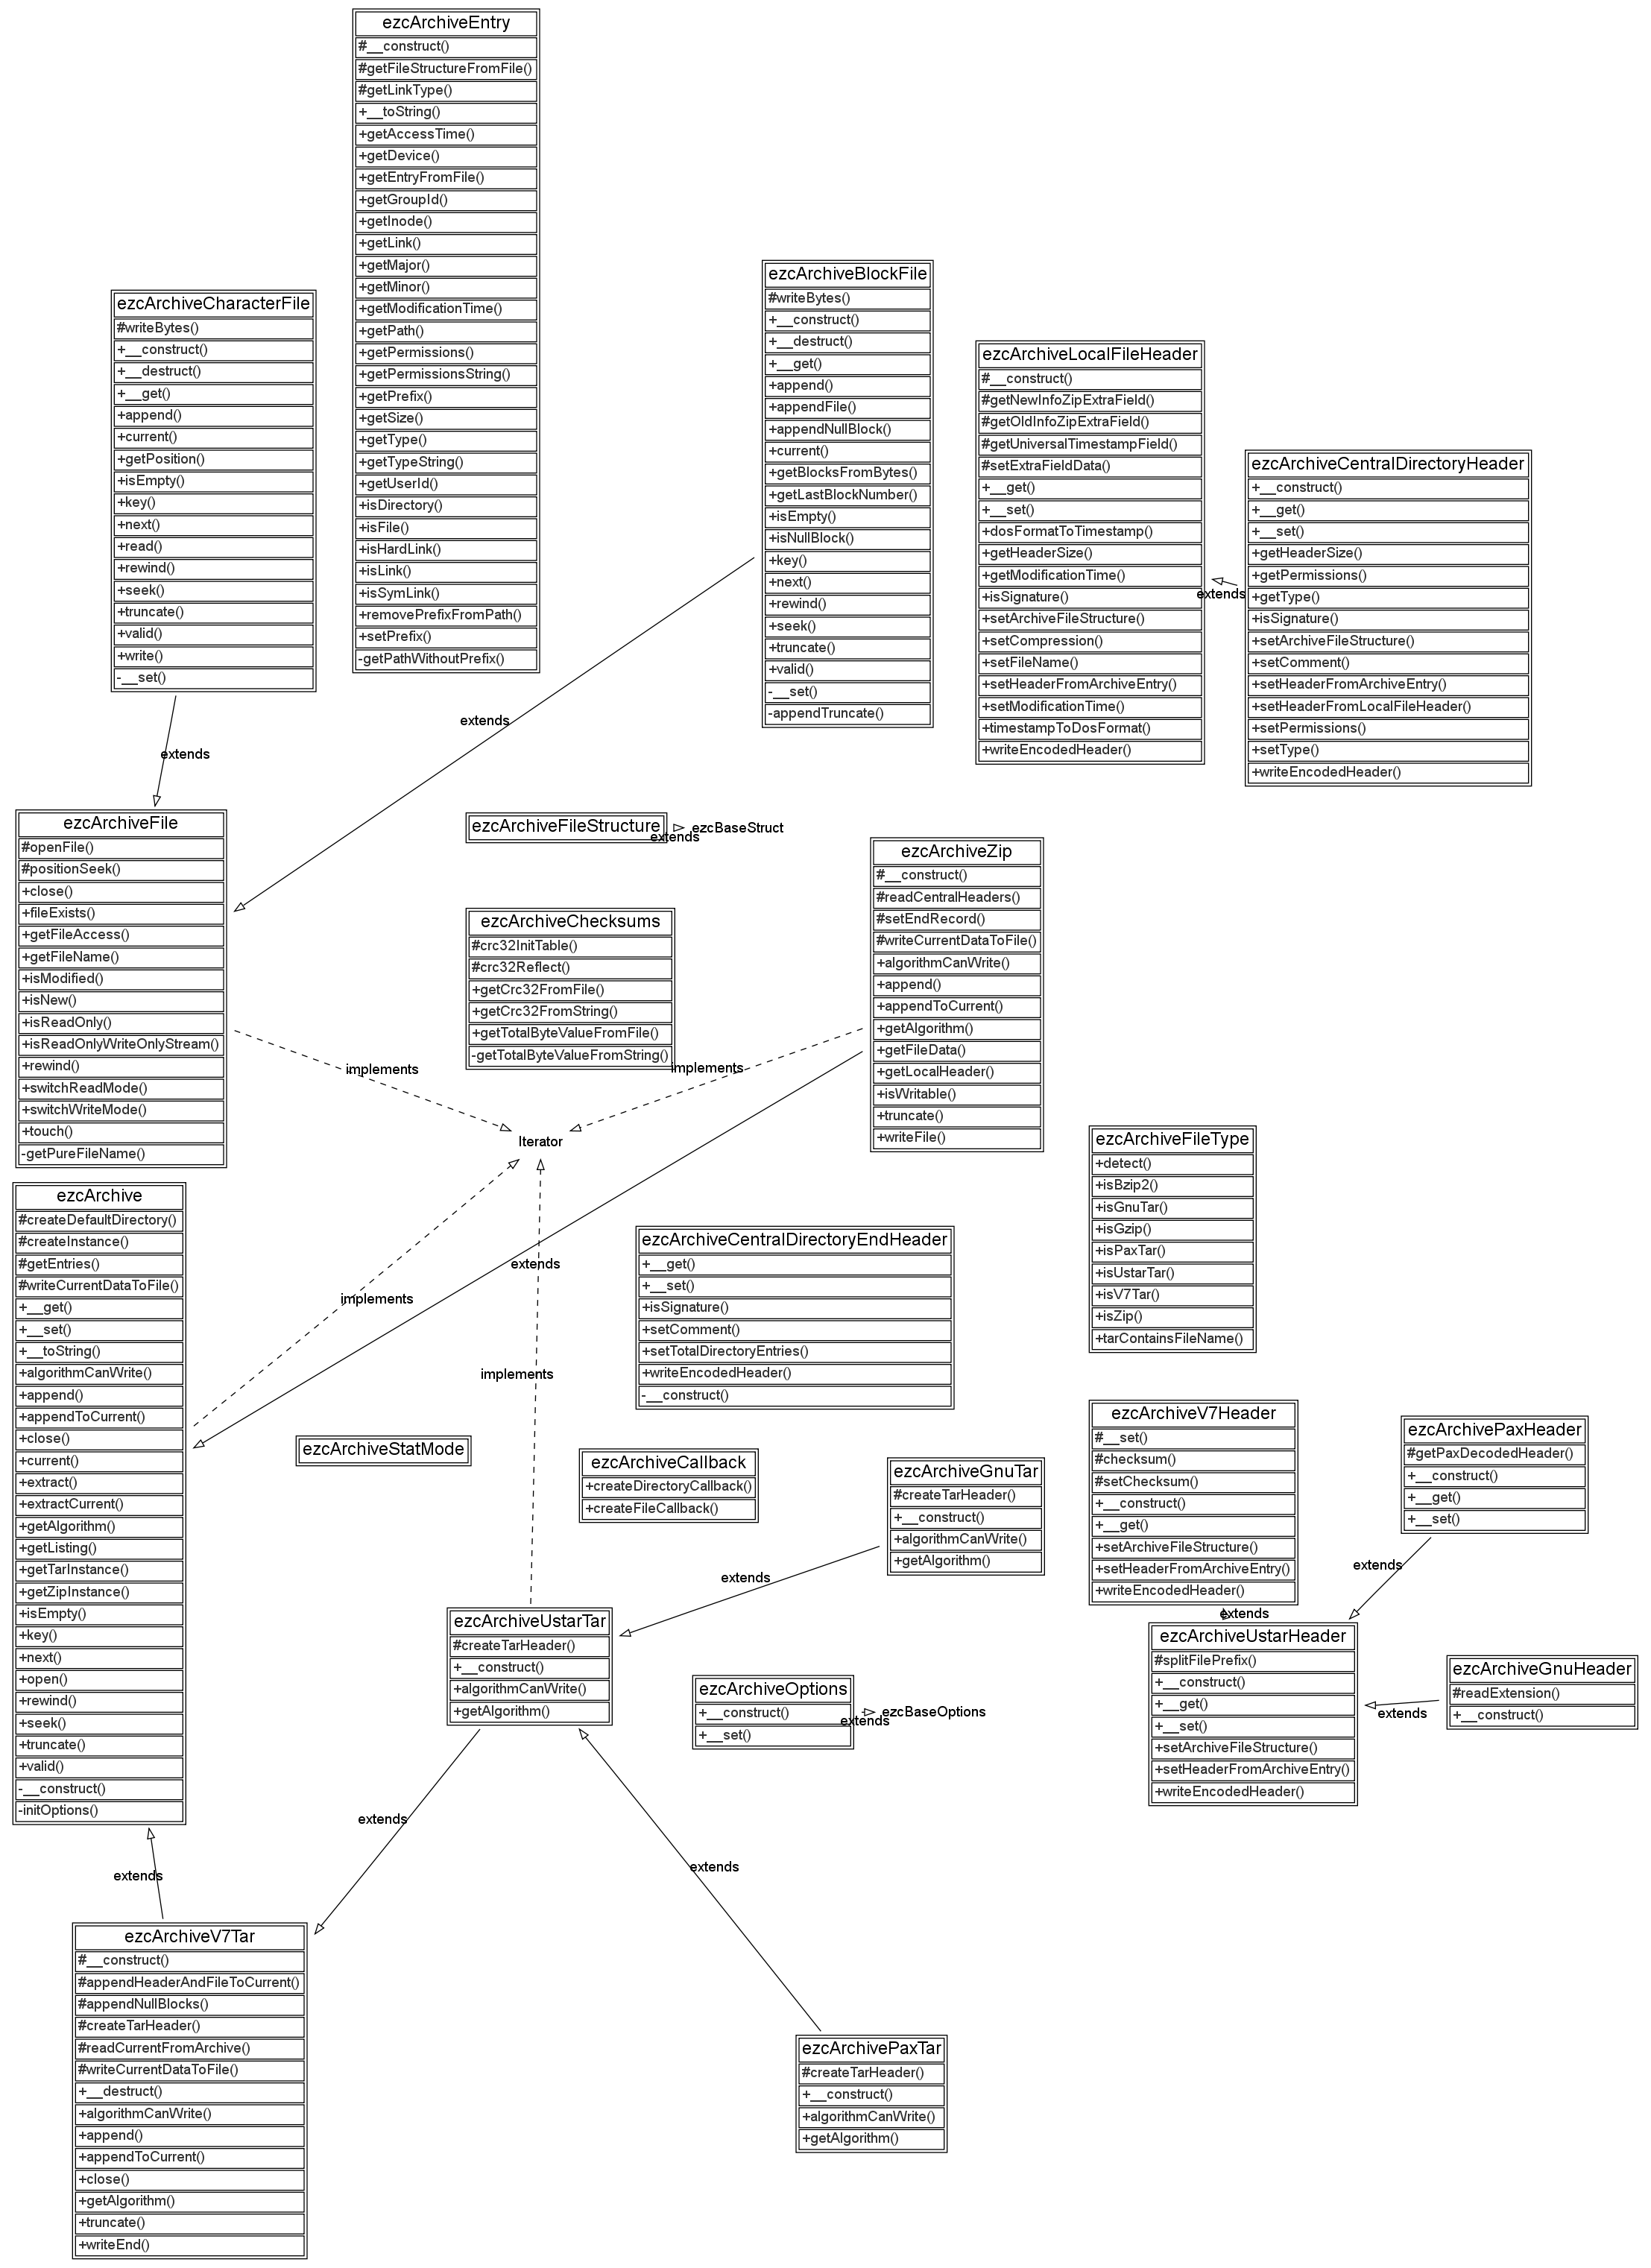 ezcArchiveEntry
#__construct()
#getFileStructureFromFile()
#getLinkType()
+__toString()
+getAccessTime()
+getDevice()
+getEntryFromFile()
+getGroupId()
+getInode()
+getLink()
+getMajor()
+getMinor()
+getModificationTime()
+getPath()
+getPermissions()
+getPermissionsString()
+getPrefix()
+getSize()
+getType()
+getTypeString()
+getUserId()
+isDirectory()
+isFile()
+isHardLink()
+isLink()
+isSymLink()
+removePrefixFromPath()
+setPrefix()
-getPathWithoutPrefix()
ezcArchiveCharacterFile
#writeBytes()
+__construct()
+__destruct()
+__get()
+append()
+current()
+getPosition()
+isEmpty()
+key()
+next()
+read()
+rewind()
+seek()
+truncate()
+valid()
+write()
-__set()
ezcArchiveBlockFile
#writeBytes()
+__construct()
+__destruct()
+__get()
+append()
+appendFile()
+appendNullBlock()
+current()
+getBlocksFromBytes()
+getLastBlockNumber()
+isEmpty()
+isNullBlock()
+key()
+next()
+rewind()
+seek()
+truncate()
+valid()
-__set()
-appendTruncate()
ezcArchiveLocalFileHeader
#__construct()
#getNewInfoZipExtraField()
#getOldInfoZipExtraField()
#getUniversalTimestampField()
#setExtraFieldData()
+__get()
+__set()
+dosFormatToTimestamp()
+getHeaderSize()
+getModificationTime()
+isSignature()
+setArchiveFileStructure()
+setCompression()
+setFileName()
+setHeaderFromArchiveEntry()
+setModificationTime()
+timestampToDosFormat()
+writeEncodedHeader()
extends
ezcArchiveCentralDirectoryHeader
+__construct()
+__get()
+__set()
+getHeaderSize()
+getPermissions()
+getType()
+isSignature()
+setArchiveFileStructure()
+setComment()
+setHeaderFromArchiveEntry()
+setHeaderFromLocalFileHeader()
+setPermissions()
+setType()
+writeEncodedHeader()
extends
extends
ezcArchiveFile
#openFile()
#positionSeek()
+close()
+fileExists()
+getFileAccess()
+getFileName()
+isModified()
+isNew()
+isReadOnly()
+isReadOnlyWriteOnlyStream()
+rewind()
+switchReadMode()
+switchWriteMode()
+touch()
-getPureFileName()
ezcArchiveFileStructure
extends
ezcBaseStruct
ezcArchiveChecksums
#crc32InitTable()
#crc32Reflect()
+getCrc32FromFile()
+getCrc32FromString()
+getTotalByteValueFromFile()
-getTotalByteValueFromString()
ezcArchiveZip
#__construct()
#readCentralHeaders()
#setEndRecord()
#writeCurrentDataToFile()
+algorithmCanWrite()
+append()
+appendToCurrent()
+getAlgorithm()
+getFileData()
+getLocalHeader()
+isWritable()
+truncate()
+writeFile()
implements
implements
Iterator
ezcArchiveFileType
+detect()
+isBzip2()
+isGnuTar()
+isGzip()
+isPaxTar()
+isUstarTar()
+isV7Tar()
+isZip()
+tarContainsFileName()
ezcArchive
#createDefaultDirectory()
#createInstance()
#getEntries()
#writeCurrentDataToFile()
+__get()
+__set()
+__toString()
+algorithmCanWrite()
+append()
+appendToCurrent()
+close()
+current()
+extract()
+extractCurrent()
+getAlgorithm()
+getListing()
+getTarInstance()
+getZipInstance()
+isEmpty()
+key()
+next()
+open()
+rewind()
+seek()
+truncate()
+valid()
-__construct()
-initOptions()
extends
implements
implements
ezcArchiveCentralDirectoryEndHeader
+__get()
+__set()
+isSignature()
+setComment()
+setTotalDirectoryEntries()
+writeEncodedHeader()
-__construct()
ezcArchiveStatMode
ezcArchiveCallback
+createDirectoryCallback()
+createFileCallback()
ezcArchiveGnuTar
#createTarHeader()
+__construct()
+algorithmCanWrite()
+getAlgorithm()
ezcArchiveV7Header
#__set()
#checksum()
#setChecksum()
+__construct()
+__get()
+setArchiveFileStructure()
+setHeaderFromArchiveEntry()
+writeEncodedHeader()
ezcArchivePaxHeader
#getPaxDecodedHeader()
+__construct()
+__get()
+__set()
extends
extends
extends
ezcArchiveUstarTar
#createTarHeader()
+__construct()
+algorithmCanWrite()
+getAlgorithm()
ezcArchiveUstarHeader
#splitFilePrefix()
+__construct()
+__get()
+__set()
+setArchiveFileStructure()
+setHeaderFromArchiveEntry()
+writeEncodedHeader()
ezcArchiveGnuHeader
#readExtension()
+__construct()
extends
ezcArchiveOptions
+__construct()
+__set()
extends
ezcBaseOptions
extends
extends
extends
ezcArchiveV7Tar
#__construct()
#appendHeaderAndFileToCurrent()
#appendNullBlocks()
#createTarHeader()
#readCurrentFromArchive()
#writeCurrentDataToFile()
+__destruct()
+algorithmCanWrite()
+append()
+appendToCurrent()
+close()
+getAlgorithm()
+truncate()
+writeEnd()
ezcArchivePaxTar
#createTarHeader()
+__construct()
+algorithmCanWrite()
+getAlgorithm()